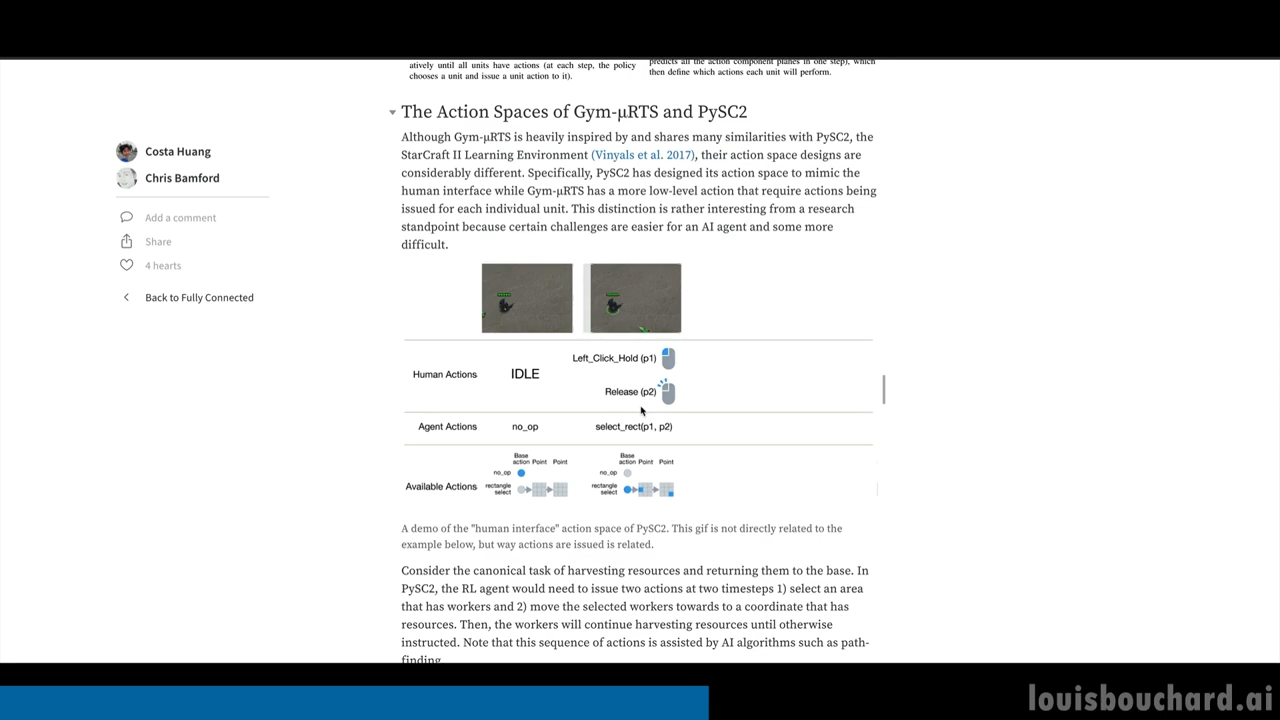 atively until all units have actions (at each step, the policy
chooses a unit and issue a unit action to it).
predicts all the action component planes in one step), which
then define which actions each unit will perform.
The Action Spaces of Gym-μRTS and PySC2
Although Gym-μRTS is heavily inspired by and shares many similarities with PySC2, the
StarCraft II Learning Environment (Vinyals et al. 2017), their action space designs are
considerably different. Specifically, PySC2 has designed its action space to mimic the
human interface while Gym-μRTS has a more low-level action that require actions being
issued for each individual unit. This distinction is rather interesting from a research
standpoint because certain challenges are easier for an AI agent and some more
difficult.
Costa Huang
Chris Bamford
Add a comment
Share
4 hearts
Back to Fully Connected
Left_Click_Hold (p1)
Human Actions IDLE
Release (p2)
Agent Actions no_op select_rect(p1, p2)
Base action Point Point Base action Point Point
no_op no_op
Available Actions rectangle select rectangle select
A demo of the "human interface" action space of PySC2. This gif is not directly related to the
example below, but way actions are issued is related.
Consider the canonical task of harvesting resources and returning them to the base. In
PySC2, the RL agent would need to issue two actions at two timesteps 1) select an area
that has workers and 2) move the selected workers towards to a coordinate that has
resources. Then, the workers will continue harvesting resources until otherwise
instructed. Note that this sequence of actions is assisted by AI algorithms such as path-
finding.
louisbouchard.ai